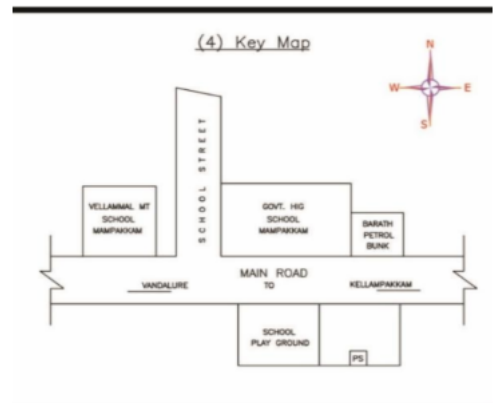 (4) Key Map
N
W
E
S
SCHOOL STREET
VELLAMMAL MT
SCHOOL
MAMPAKKAM
GOVT. HIG
SCHOOL
MAMPAKKAM
BARATH
PETROL
BUNK
MAIN ROAD
VANDALURE
TO
KELLAMPAKKAM
SCHOOL
PLAY GROUND
PS